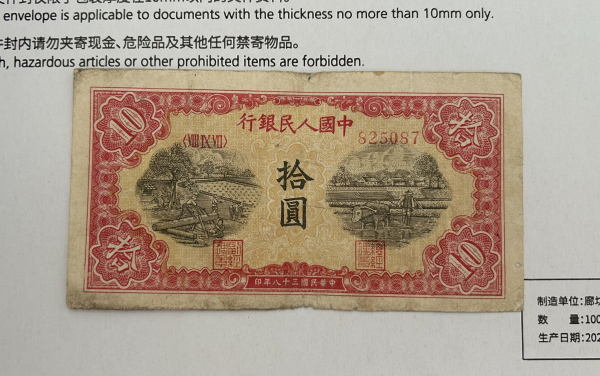 envelope is applicable to documents with the thickness no more than 10mm only.
封内请勿夹寄现金、危险品及其他任何禁寄物品。
hazardous articles or other prohibited items are forbidden.
行銀民人國中
〈ⅧⅨⅦ〉
825087
10
拾
拾圓
拾
10
印年八十三國民華中
制造单位:廊
数 量:100
生产日期:202